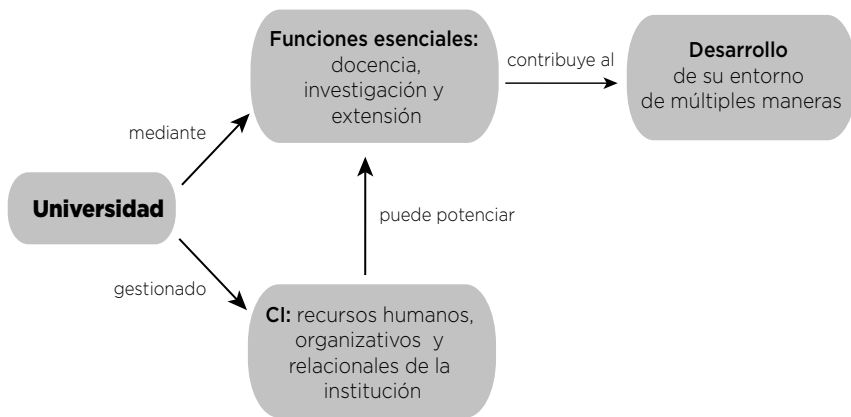 Funciones esenciales:
docencia,
investigación y
extensión
contribuye al
Desarrollo
de su entorno
de múltiples maneras
mediante
Universidad
puede potenciar
gestionado
CI: recursos humanos,
organizativos y
relacionales de la
institución